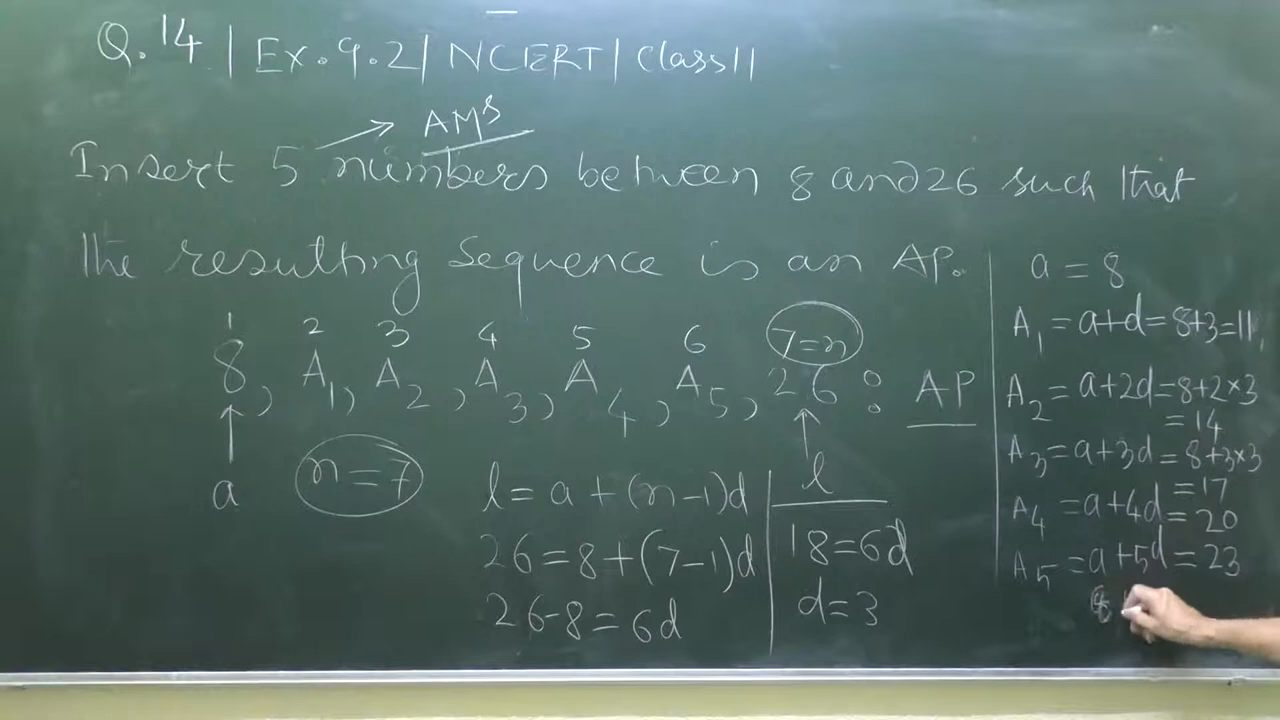 Q.14 | Ex.9.2 | NCERT | Class 11
AMs
Insert 5 numbers between 8 and 26 such that
the resulting sequence is an AP.
1 2 3 4 5 6 7=n
8, A1, A2, A3, A4, A5, 26 : AP
a
n=7
l
l = a + (n-1)d
26 = 8 + (7-1)d
26-8 = 6d
18=6d
d=3
a = 8
A1 = a+d = 8+3=11,
A2 = a+2d = 8+2×3
= 14
A3 = a+3d = 8+3×3
= 17
A4 = a+4d = 20
A5 = a+5d = 23